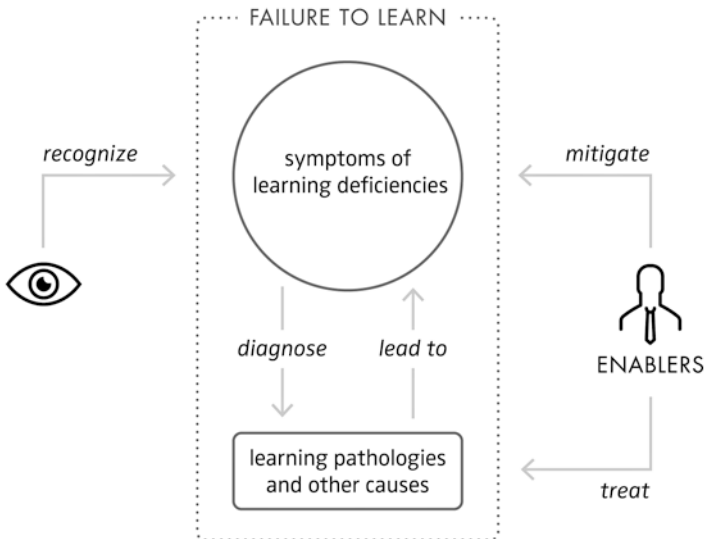 FAILURE TO LEARN
recognize
symptoms of
learning deficiencies
mitigate
diagnose
lead to
ENABLERS
learning pathologies
and other causes
treat